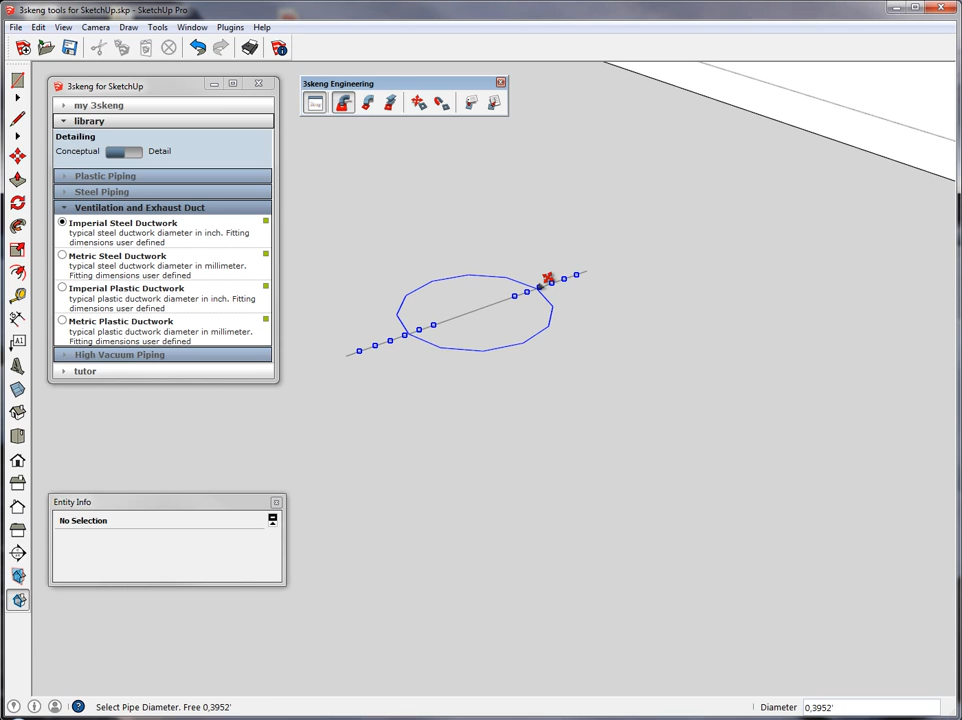 3skeng tools for SketchUp.skp - SketchUp Pro
File Edit View Camera Draw Tools Window Plugins Help
3skeng for SketchUp
3skeng Engineering
my 3skeng
library
Detailing
Conceptual Detail
Plastic Piping
Steel Piping
Ventilation and Exhaust Duct
Imperial Steel Ductwork
typical steel ductwork diameter in inch. Fitting
dimensions user defined
Metric Steel Ductwork
typical steel ductwork diameter in millimeter.
Fitting dimensions user defined
Imperial Plastic Ductwork
typical plastic ductwork diameter in inch. Fitting
dimensions user defined
Metric Plastic Ductwork
typical plastic ductwork diameter in millimeter.
Fitting dimensions user defined
High Vacuum Piping
tutor
Entity Info
No Selection
Select Pipe Diameter. Free 0,3952'
Diameter 0,3952'